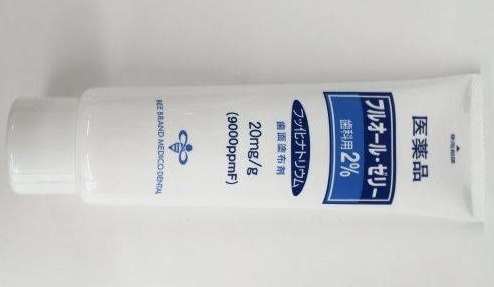 医薬品
フルオール・ゼリー
歯科用2%
フッ化ナトリウム
歯面塗布剤
20mg/g
(9000ppmF)
BEE BRAND MEDICO DENTAL